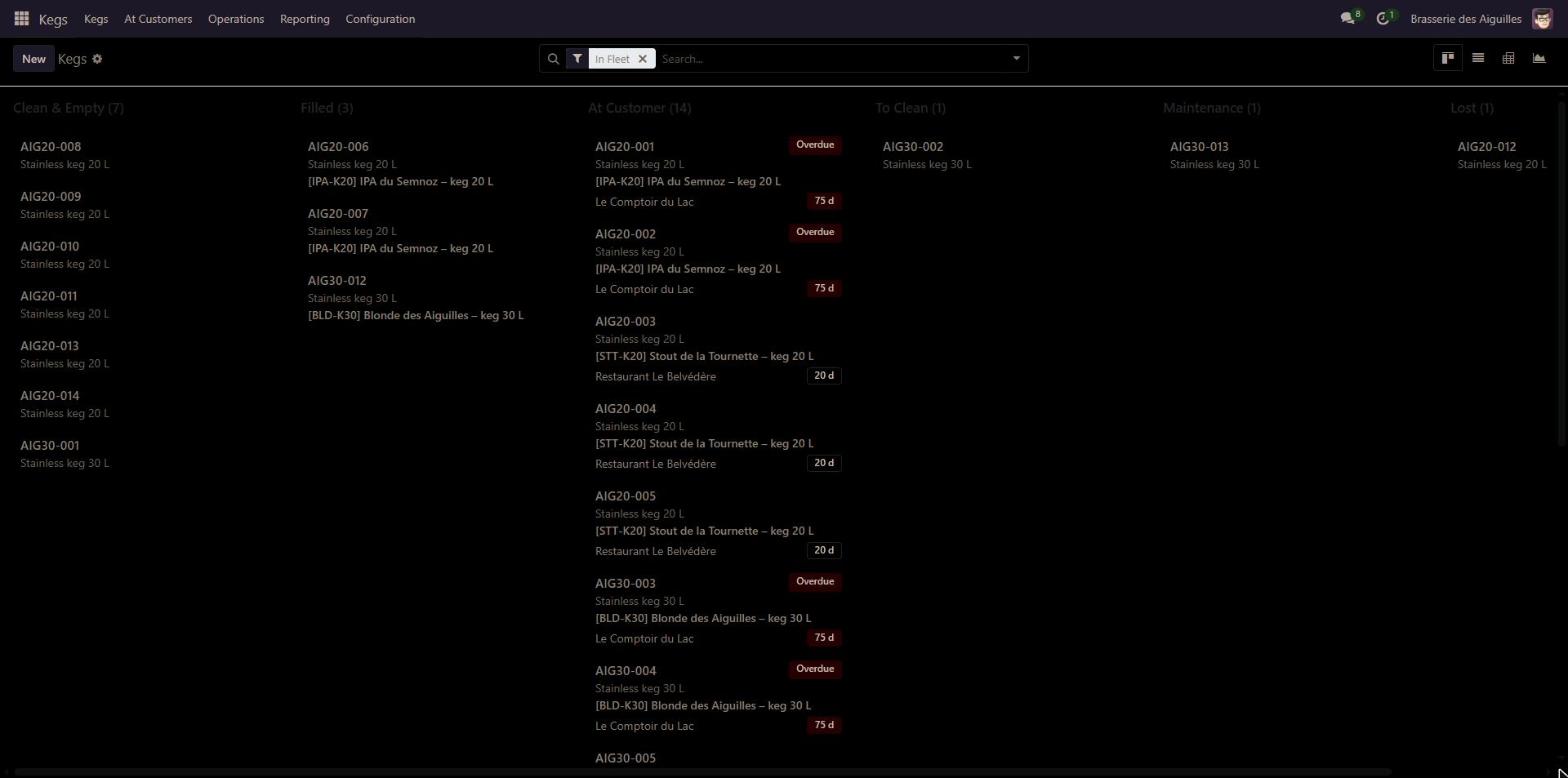 Kegs Kegs At Customers Operations Reporting Configuration 8 1 Brasserie des Aiguilles
New Kegs In Fleet Search...
Clean & Empty (7)
AIG20-008
Stainless keg 20 L
AIG20-009
Stainless keg 20 L
AIG20-010
Stainless keg 20 L
AIG20-011
Stainless keg 20 L
AIG20-013
Stainless keg 20 L
AIG20-014
Stainless keg 20 L
AIG30-001
Stainless keg 30 L
Filled (3)
AIG20-006
Stainless keg 20 L
[IPA-K20] IPA du Semnoz – keg 20 L
AIG20-007
Stainless keg 20 L
[IPA-K20] IPA du Semnoz – keg 20 L
AIG30-012
Stainless keg 30 L
[BLD-K30] Blonde des Aiguilles – keg 30 L
At Customer (14)
AIG20-001 Overdue
Stainless keg 20 L
[IPA-K20] IPA du Semnoz – keg 20 L
Le Comptoir du Lac 75 d
AIG20-002 Overdue
Stainless keg 20 L
[IPA-K20] IPA du Semnoz – keg 20 L
Le Comptoir du Lac 75 d
AIG20-003
Stainless keg 20 L
[STT-K20] Stout de la Tournette – keg 20 L
Restaurant Le Belvédère 20 d
AIG20-004
Stainless keg 20 L
[STT-K20] Stout de la Tournette – keg 20 L
Restaurant Le Belvédère 20 d
AIG20-005
Stainless keg 20 L
[STT-K20] Stout de la Tournette – keg 20 L
Restaurant Le Belvédère 20 d
AIG30-003 Overdue
Stainless keg 30 L
[BLD-K30] Blonde des Aiguilles – keg 30 L
Le Comptoir du Lac 75 d
AIG30-004 Overdue
Stainless keg 30 L
[BLD-K30] Blonde des Aiguilles – keg 30 L
Le Comptoir du Lac 75 d
AIG30-005
To Clean (1)
AIG30-002
Stainless keg 30 L
Maintenance (1)
AIG30-013
Stainless keg 30 L
Lost (1)
AIG20-012
Stainless keg 20 L